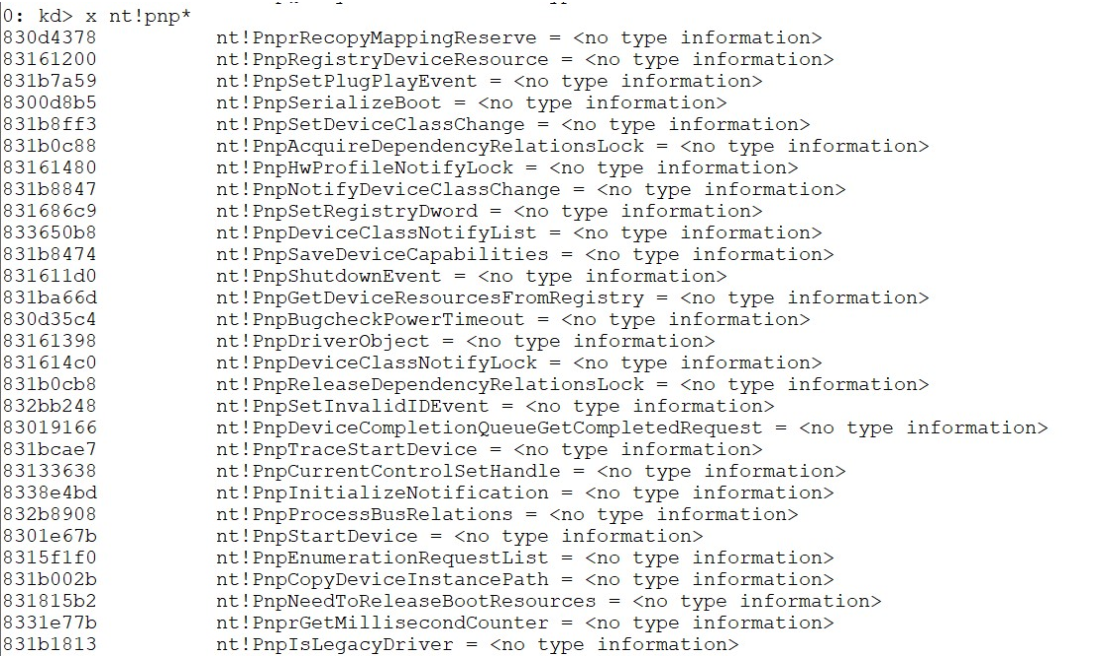 0: kd> x nt!pnp*
830d4378 nt!PnprRecopyMappingReserve = <no type information>
83161200 nt!PnpRegistryDeviceResource = <no type information>
831b7a59 nt!PnpSetPlugPlayEvent = <no type information>
8300d8b5 nt!PnpSerializeBoot = <no type information>
831b8ff3 nt!PnpSetDeviceClassChange = <no type information>
831b0c88 nt!PnpAcquireDependencyRelationsLock = <no type information>
83161480 nt!PnpHwProfileNotifyLock = <no type information>
831b8847 nt!PnpNotifyDeviceClassChange = <no type information>
831686c9 nt!PnpSetRegistryDword = <no type information>
833650b8 nt!PnpDeviceClassNotifyList = <no type information>
831b8474 nt!PnpSaveDeviceCapabilities = <no type information>
831611d0 nt!PnpShutdownEvent = <no type information>
831ba66d nt!PnpGetDeviceResourcesFromRegistry = <no type information>
830d35c4 nt!PnpBugcheckPowerTimeout = <no type information>
83161398 nt!PnpDriverObject = <no type information>
831614c0 nt!PnpDeviceClassNotifyLock = <no type information>
831b0cb8 nt!PnpReleaseDependencyRelationsLock = <no type information>
832bb248 nt!PnpSetInvalidIDEvent = <no type information>
83019166 nt!PnpDeviceCompletionQueueGetCompletedRequest = <no type information>
831bcae7 nt!PnpTraceStartDevice = <no type information>
83133638 nt!PnpCurrentControlSetHandle = <no type information>
8338e4bd nt!PnpInitializeNotification = <no type information>
832b8908 nt!PnpProcessBusRelations = <no type information>
8301e67b nt!PnpStartDevice = <no type information>
8315f1f0 nt!PnpEnumerationRequestList = <no type information>
831b002b nt!PnpCopyDeviceInstancePath = <no type information>
831815b2 nt!PnpNeedToReleaseBootResources = <no type information>
8331e77b nt!PnprGetMillisecondCounter = <no type information>
831b1813 nt!PnpIsLegacyDriver = <no type information>